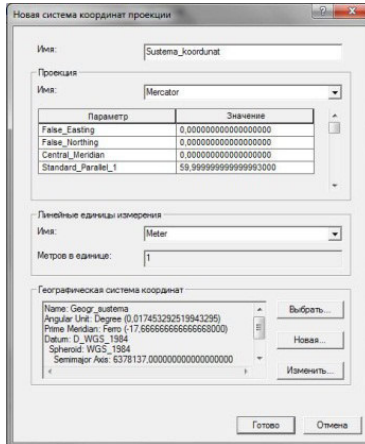 Новая система координат проекции
Имя:
Sustema_koordunat
Проекция
Имя:
Mercator
Параметр Значение
False_Easting 0,000000000000000000
False_Northing 0,000000000000000000
Central_Meridian 0,000000000000000000
Standard_Parallel_1 59,999999999999993000
Линейные единицы измерения
Имя:
Meter
Метров в единице:
1
Географическая система координат
Name: Geogr_sustema
Angular Unit: Degree (0,017453292519943295)
Prime Meridian: Ferro (-17,666666666666668000)
Datum: D_WGS_1984
Spheroid: WGS_1984
Semimajor Axis: 6378137,000000000000000000
Выбрать...
Новая...
Изменить...
Готово
Отмена